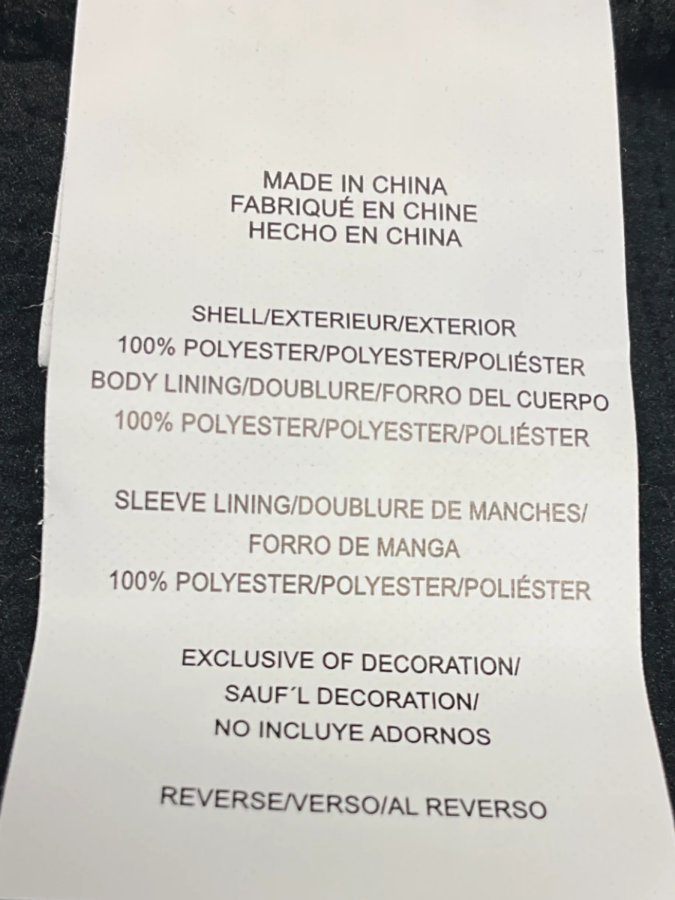 MADE IN CHINA
FABRIQUÉ EN CHINE
HECHO EN CHINA
SHELL/EXTERIEUR/EXTERIOR
100% POLYESTER/POLYESTER/POLIÉSTER
BODY LINING/DOUBLURE/FORRO DEL CUERPO
100% POLYESTER/POLYESTER/POLIÉSTER
SLEEVE LINING/DOUBLURE DE MANCHES/
FORRO DE MANGA
100% POLYESTER/POLYESTER/POLIÉSTER
EXCLUSIVE OF DECORATION/
SAUF´L DECORATION/
NO INCLUYE ADORNOS
REVERSE/VERSO/AL REVERSO